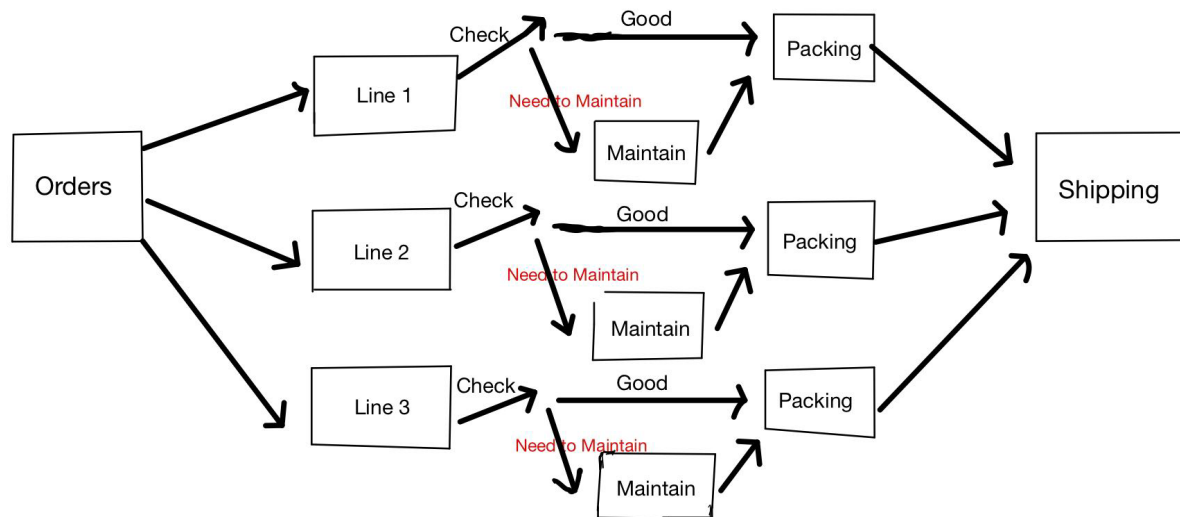 Orders
Line 1
Check
Good
Need to Maintain
Maintain
Packing
Line 2
Check
Good
Need to Maintain
Maintain
Packing
Line 3
Check
Good
Need to Maintain
Maintain
Packing
Shipping